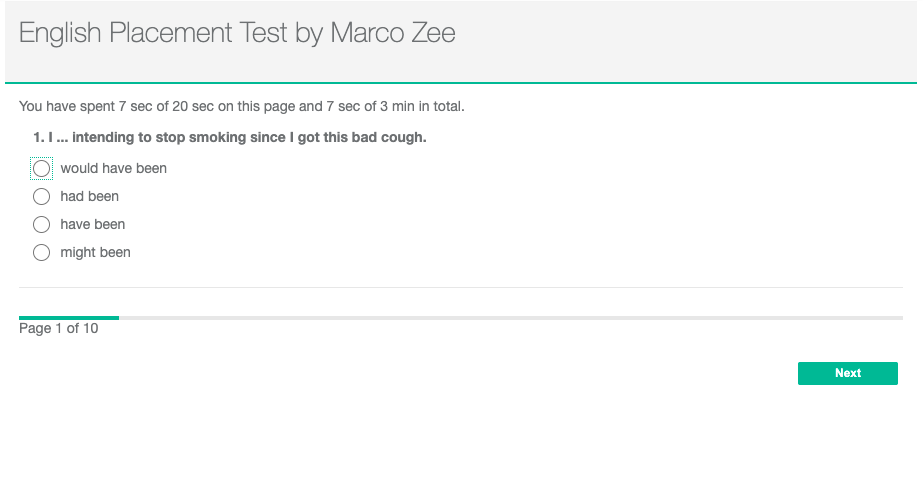 English Placement Test by Marco Zee
You have spent 7 sec of 20 sec on this page and 7 sec of 3 min in total.
1. I ... intending to stop smoking since I got this bad cough.
would have been
had been
have been
might been
Page 1 of 10
Next